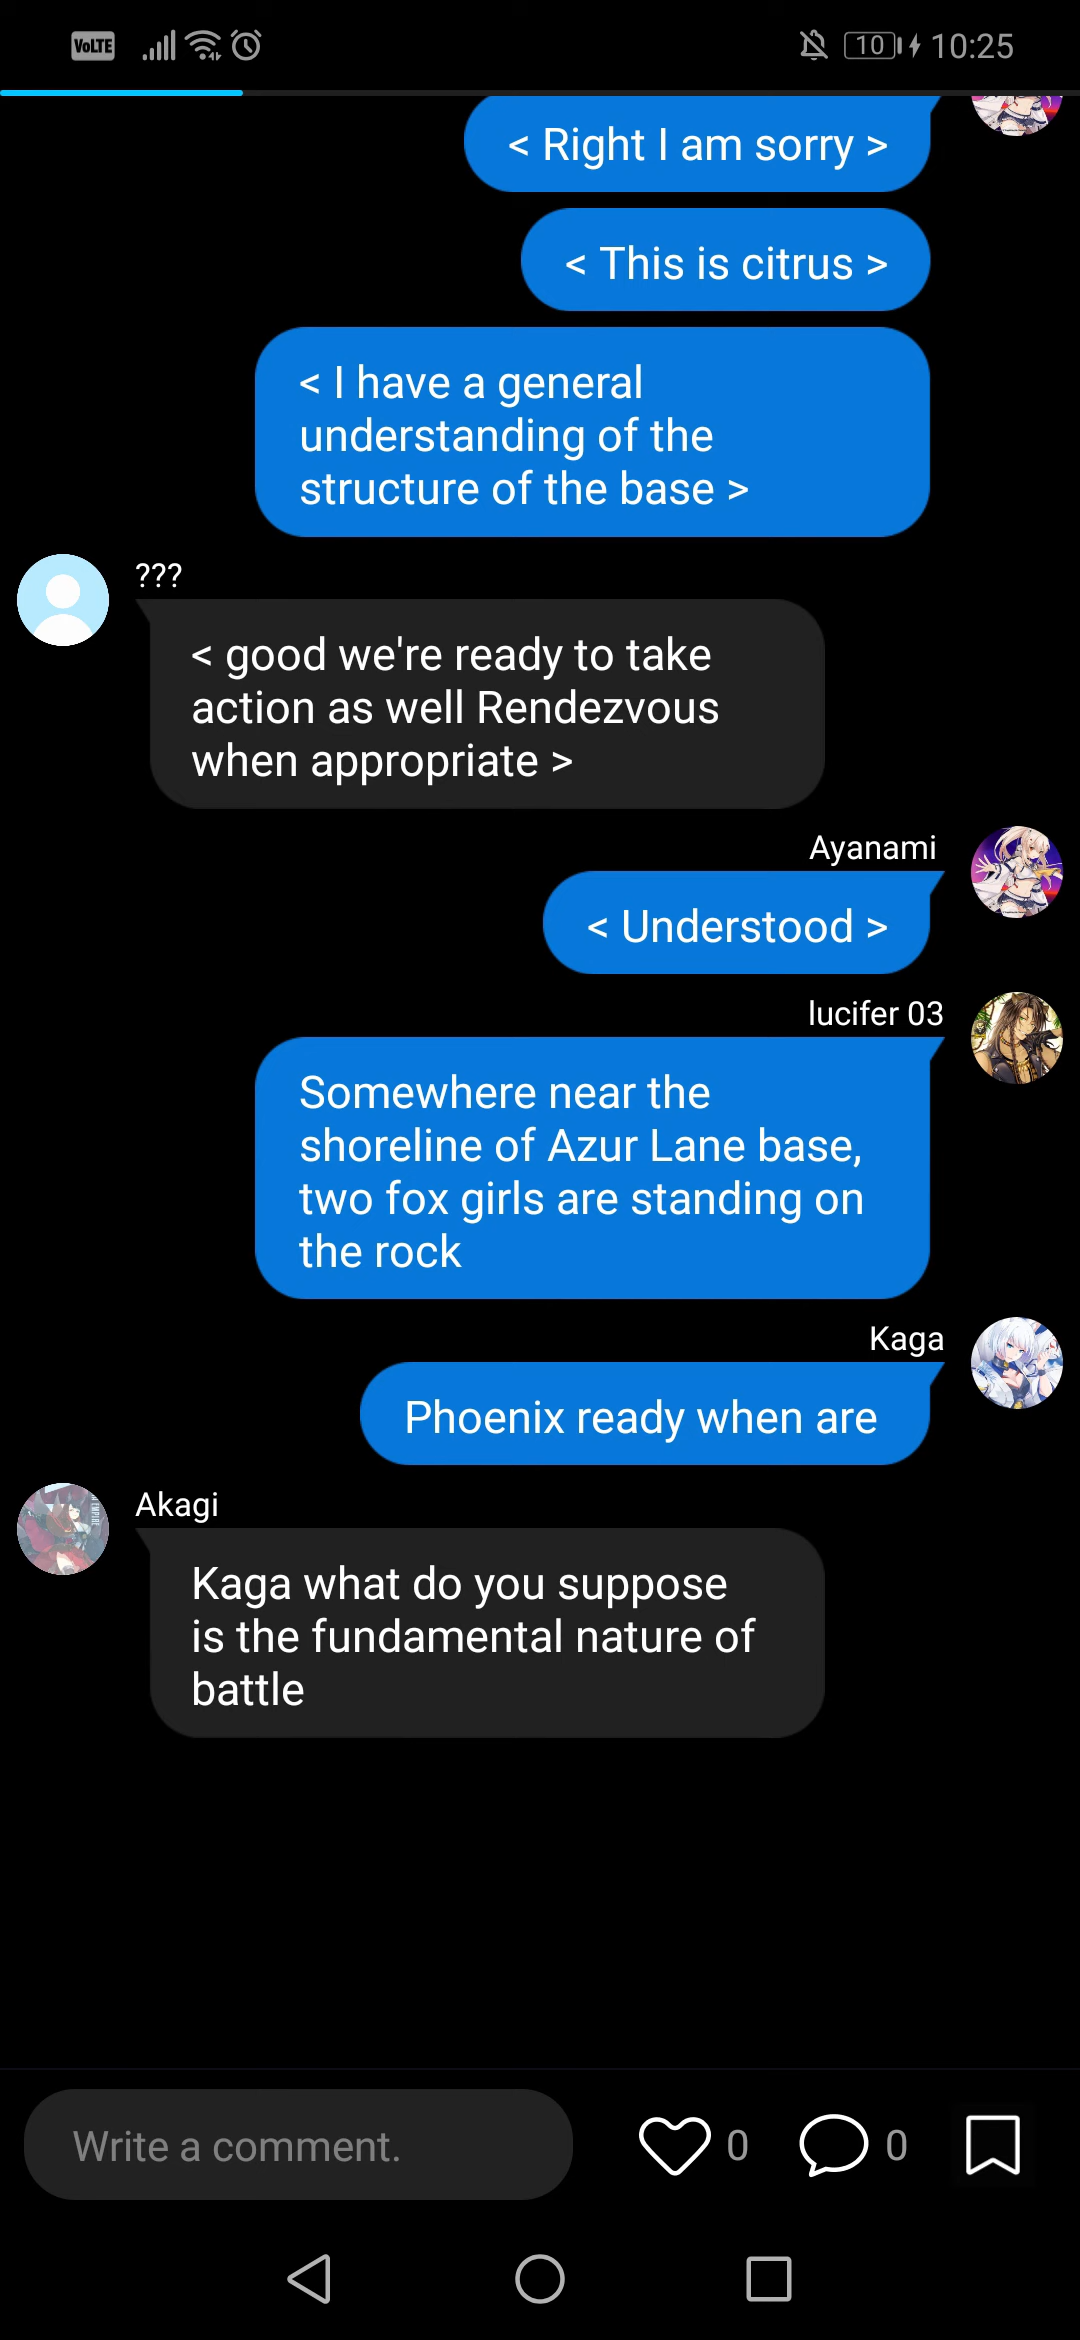 VoLTE 10 10:25
< Right I am sorry >
< This is citrus >
< I have a general
understanding of the
structure of the base >
???
< good we're ready to take
action as well Rendezvous
when appropriate >
Ayanami
< Understood >
lucifer 03
Somewhere near the
shoreline of Azur Lane base,
two fox girls are standing on
the rock
Kaga
Phoenix ready when are
Akagi
Kaga what do you suppose
is the fundamental nature of
battle
Write a comment.
0
0